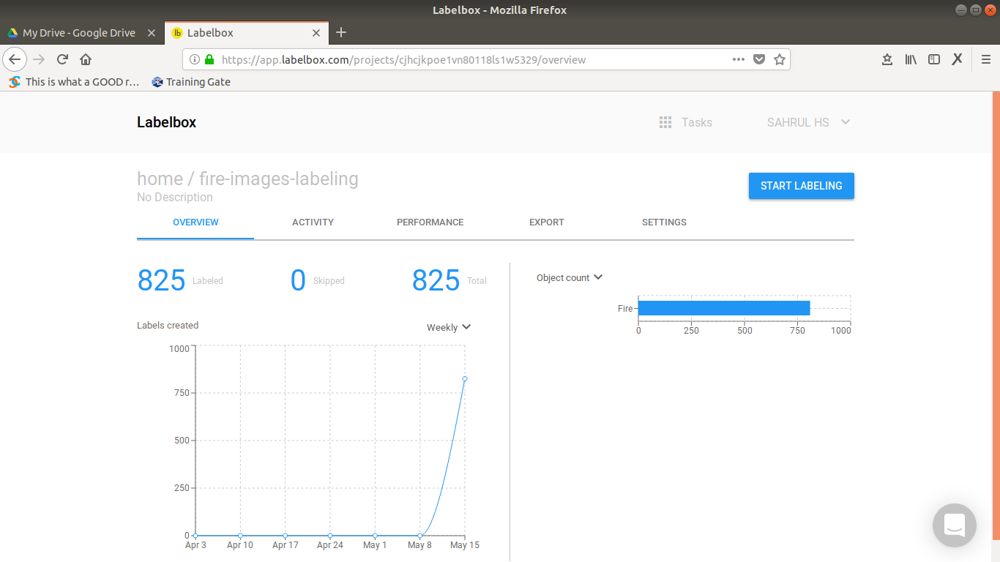 Labelbox - Mozilla Firefox
My Drive - Google Drive
lb Labelbox
https://app.labelbox.com/projects/cjhcjkpoe1vn80118ls1w5329/overview
This is what a GOOD r… Training Gate
Labelbox
Tasks
SAHRUL HS
home / fire-images-labeling
No Description
START LABELING
OVERVIEW ACTIVITY PERFORMANCE EXPORT SETTINGS
825 Labeled 0 Skipped 825 Total
Labels created
Weekly
1000
750
500
250
0
Apr 3 Apr 10 Apr 17 Apr 24 May 1 May 8 May 15
Object count
Fire
0 250 500 750 1000